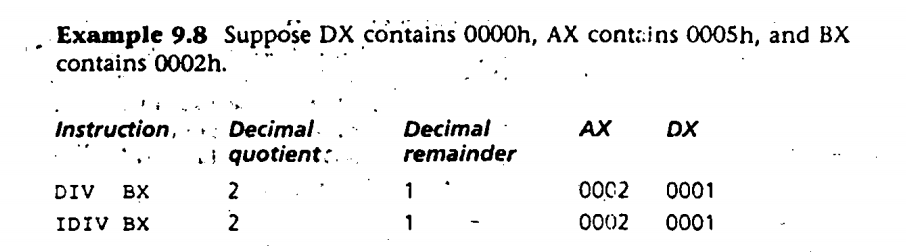 Example 9.8 Suppose DX contains 0000h, AX contains 0005h, and BX
contains 0002h.
Instruction Decimal quotient Decimal remainder AX DX
DIV BX 2 1 0002 0001
IDIV BX 2 1 0002 0001